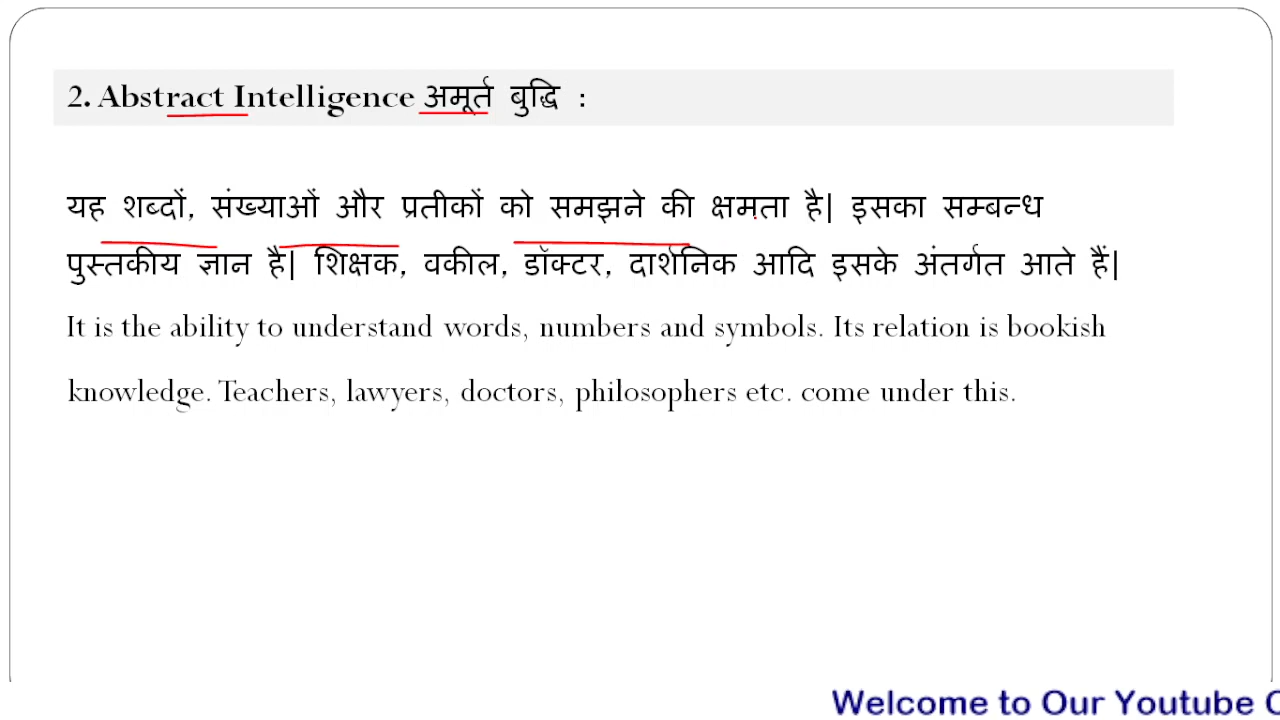 2. Abstract Intelligence अमूर्त बुद्धि :
यह शब्दों, संख्याओं और प्रतीकों को समझने की क्षमता है| इसका सम्बन्ध
पुस्तकीय ज्ञान है| शिक्षक, वकील, डॉक्टर, दार्शनिक आदि इसके अंतर्गत आते हैं|
It is the ability to understand words, numbers and symbols. Its relation is bookish
knowledge. Teachers, lawyers, doctors, philosophers etc. come under this.
Welcome to Our Youtube C